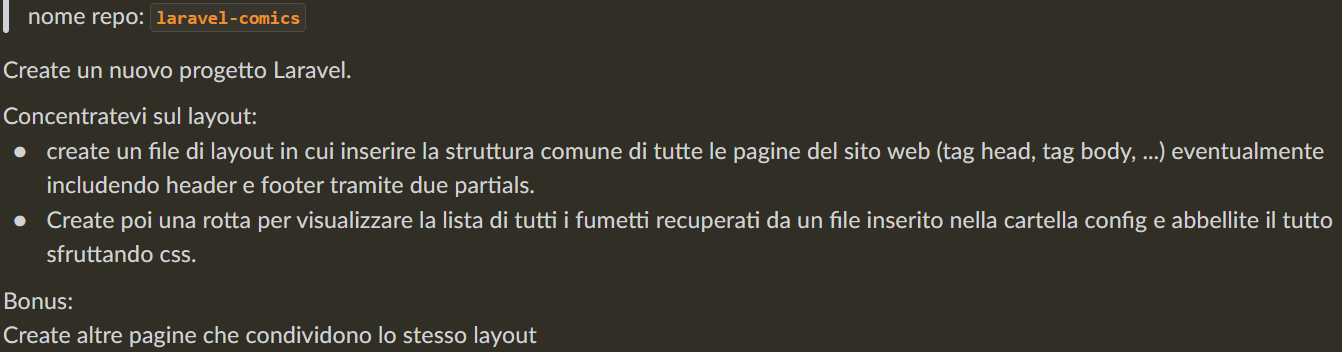 nome repo: laravel-comics
Create un nuovo progetto Laravel.
Concentratevi sul layout:
● create un file di layout in cui inserire la struttura comune di tutte le pagine del sito web (tag head, tag body, ...) eventualmente
includendo header e footer tramite due partials.
● Create poi una rotta per visualizzare la lista di tutti i fumetti recuperati da un file inserito nella cartella config e abbellite il tutto
sfruttando css.
Bonus:
Create altre pagine che condividono lo stesso layout